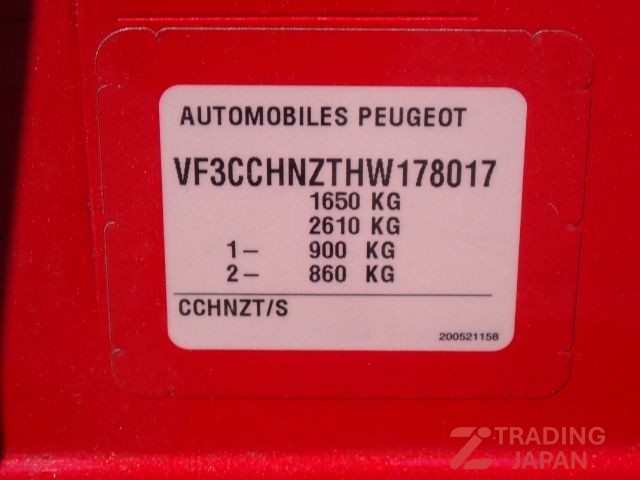 AUTOMOBILES PEUGEOT
VF3CCHNZTHW178017
1650 KG
2610 KG
1– 900 KG
2– 860 KG
CCHNZT/S
200521158
TRADING
JAPAN